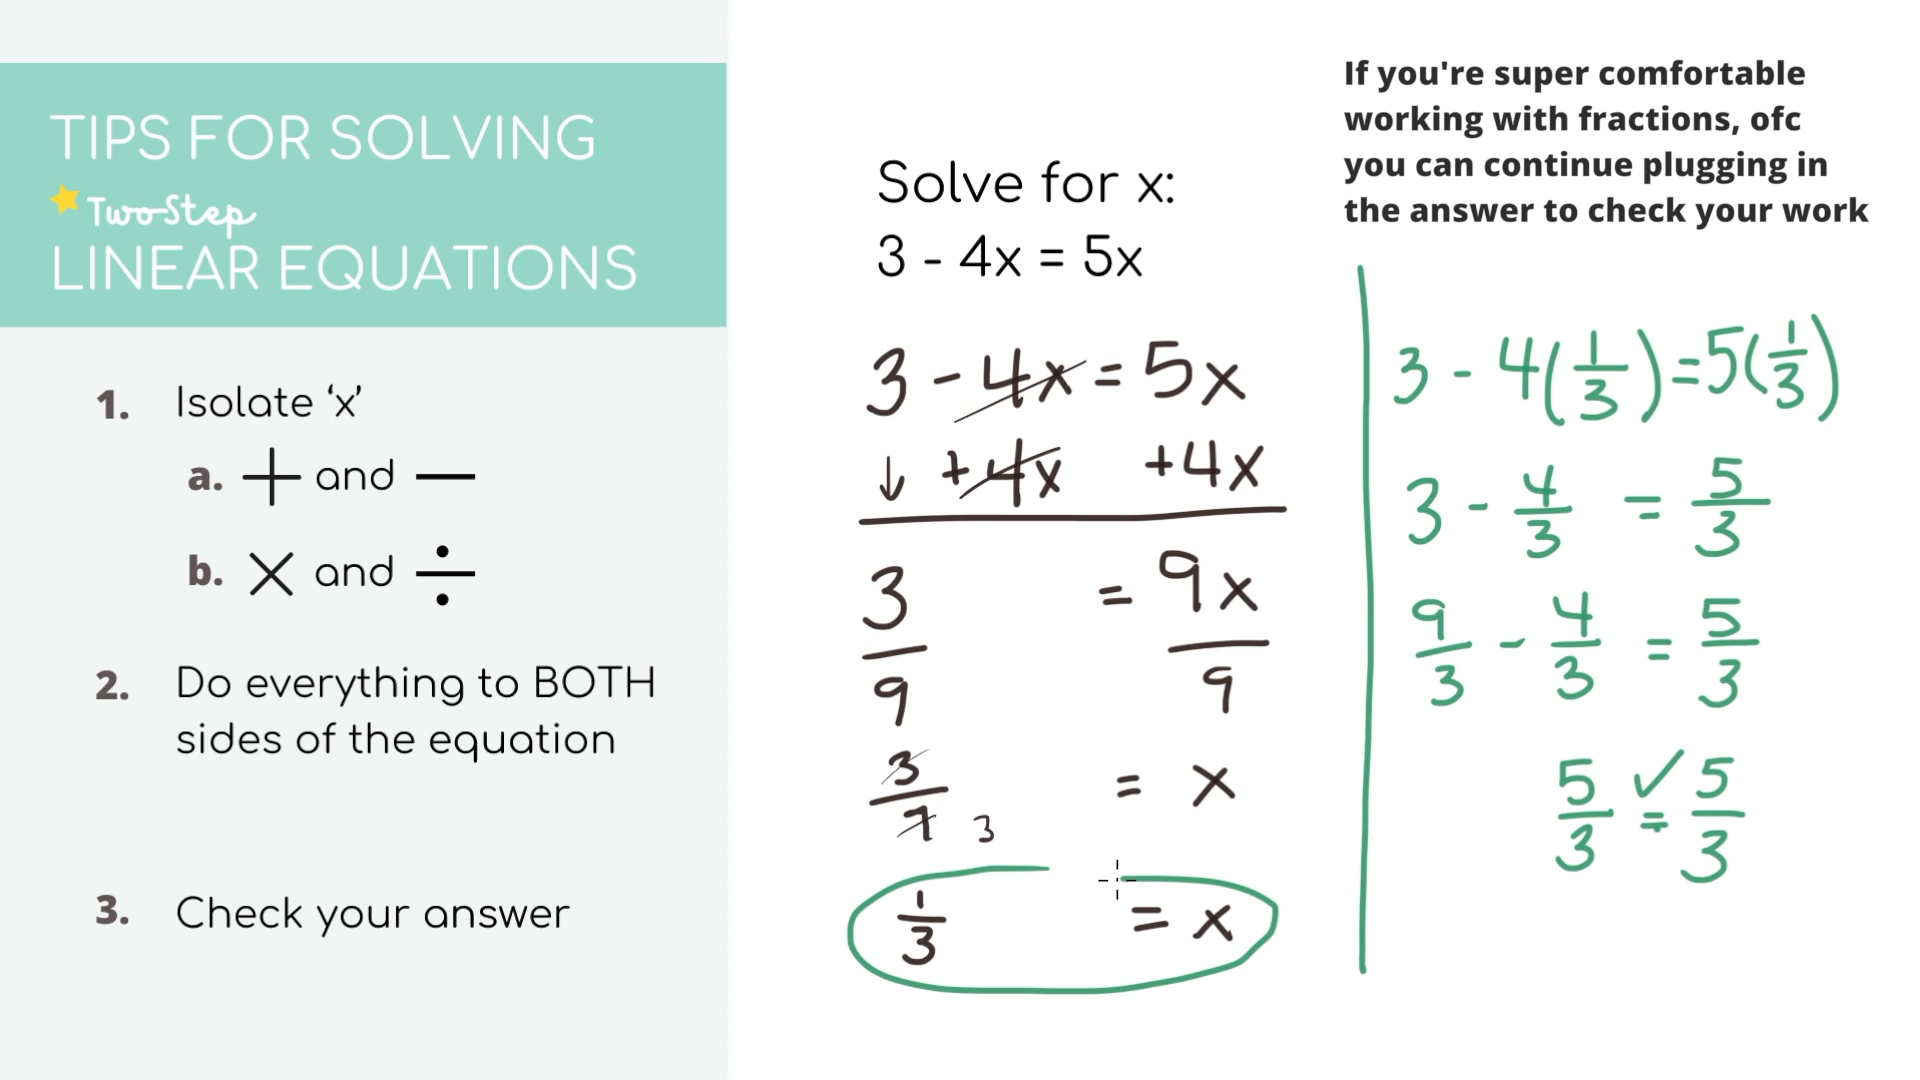 TIPS FOR SOLVING
Two-Step
LINEAR EQUATIONS
1. Isolate ‘x’
a. + and −
b. × and ÷
2. Do everything to BOTH
sides of the equation
3. Check your answer
Solve for x:
3 - 4x = 5x
3 - 4x = 5x
↓ +4x +4x
3/9 = 9x/9
3/9 3 = x
1/3 = x
If you're super comfortable
working with fractions, ofc
you can continue plugging in
the answer to check your work
3 - 4(1/3) = 5(1/3)
3 - 4/3 = 5/3
9/3 - 4/3 = 5/3
5/3 =✓ 5/3